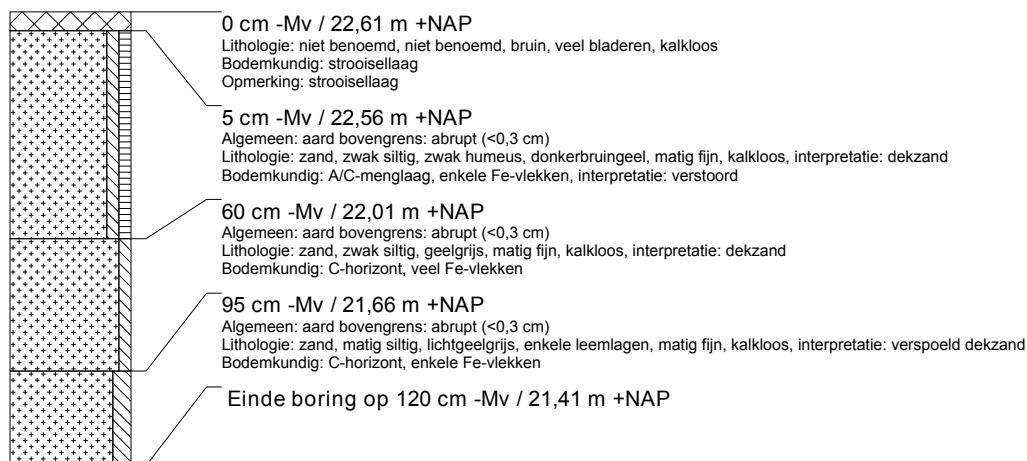 0 cm -Mv / 22,61 m +NAP
Lithologie: niet benoemd, niet benoemd, bruin, veel bladeren, kalkloos
Bodemkundig: strooisellaag
Opmerking: strooisellaag
5 cm -Mv / 22,56 m +NAP
Algemeen: aard bovengrens: abrupt (<0,3 cm)
Lithologie: zand, zwak siltig, zwak humeus, donkerbruingeel, matig fijn, kalkloos, interpretatie: dekzand
Bodemkundig: A/C-menglaag, enkele Fe-vlekken, interpretatie: verstoord
60 cm -Mv / 22,01 m +NAP
Algemeen: aard bovengrens: abrupt (<0,3 cm)
Lithologie: zand, zwak siltig, geelgrijs, matig fijn, kalkloos, interpretatie: dekzand
Bodemkundig: C-horizont, veel Fe-vlekken
95 cm -Mv / 21,66 m +NAP
Algemeen: aard bovengrens: abrupt (<0,3 cm)
Lithologie: zand, matig siltig, lichtgeelgrijs, enkele leemlagen, matig fijn, kalkloos, interpretatie: verspoeld dekzand
Bodemkundig: C-horizont, enkele Fe-vlekken
Einde boring op 120 cm -Mv / 21,41 m +NAP